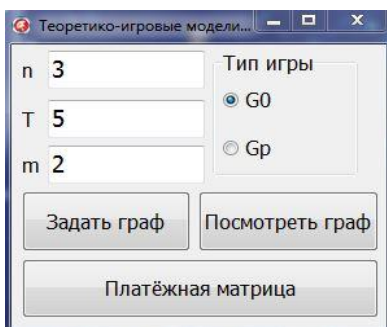 Теоретико-игровые модели...
n 3
Тип игры
G0
T 5
Gp
m 2
Задать граф
Посмотреть граф
Платёжная матрица